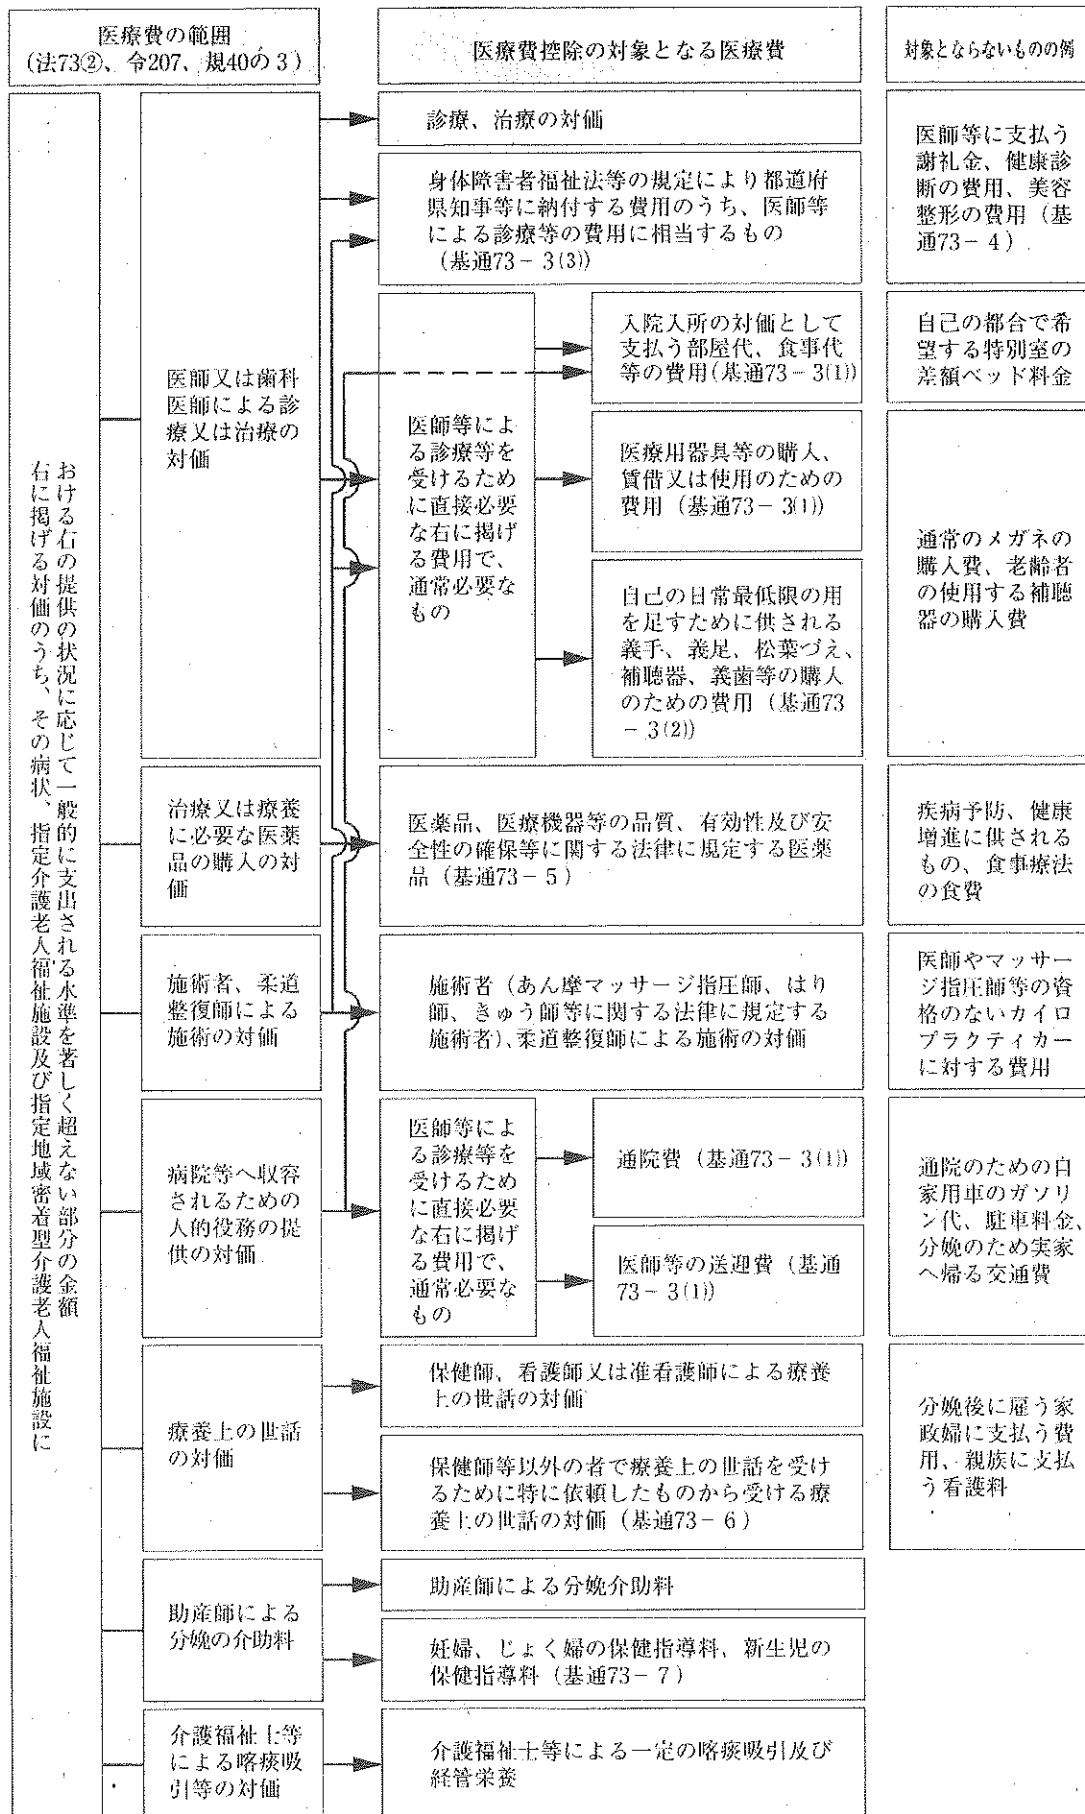 医療費の範囲
(法73②、令207、規40の3)
医療費控除の対象となる医療費
対象とならないものの例
右に掲げる対価のうち、その病状、指定介護老人福祉施設及び指定地域密着型介護老人福祉施設に
おける右の提供の状況に応じて一般的に支出される水準を著しく超えない部分の金額
医師又は歯科
医師による診
療又は治療の
対価
診療、治療の対価
身体障害者福祉法等の規定により都道府
県知事等に納付する費用のうち、医師等
による診療等の費用に相当するもの
(基通73-3(3))
医師等に支払う
謝礼金、健康診
断の費用、美容
整形の費用(基
通73-4)
医師等によ
る診療等を
受けるため
に直接必要
な右に掲げ
る費用で、
通常必要な
もの
入院入所の対価として
支払う部屋代、食事代
等の費用(基通73-3(1))
自己の都合で希
望する特別室の
差額ベッド料金
医療用器具等の購入、
賃借又は使用のための
費用(基通73-3(1))
自己の日常最低限の用
を足すために供される
義手、義足、松葉づえ、
補聴器、義歯等の購入
のための費用(基通73
-3(2))
通常のメガネの
購入費、老齢者
の使用する補聴
器の購入費
治療又は療養
に必要な医薬
品の購入の対
価
医薬品、医療機器等の品質、有効性及び安
全性の確保等に関する法律に規定する医薬
品(基通73-5)
疾病予防、健康
増進に供される
もの、食事療法
の食費
施術者、柔道
整復師による
施術の対価
施術者(あん摩マッサージ指圧師、はり
師、きゅう師等に関する法律に規定する
施術者)、柔道整復師による施術の対価
医師やマッサー
ジ指圧師等の資
格のないカイロ
プラクティカー
に対する費用
病院等へ収容
されるための
人的役務の提
供の対価
医師等によ
る診療等を
受けるため
に直接必要
な右に掲げ
る費用で、
通常必要な
もの
通院費(基通73-3(1))
医師等の送迎費(基通
73-3(1))
通院のための自
家用車のガソリ
ン代、駐車料金、
分娩のため実家
へ帰る交通費
療養上の世話
の対価
保健師、看護師又は准看護師による療養
上の世話の対価
保健師等以外の者で療養上の世話を受け
るために特に依頼したものから受ける療
養上の世話の対価(基通73-6)
分娩後に雇う家
政婦に支払う費
用、親族に支払
う看護料
助産師による
分娩の介助料
助産師による分娩介助料
妊婦、じょく婦の保健指導料、新生児の
保健指導料(基通73-7)
介護福祉士等
による喀痰吸
引等の対価
介護福祉士等による一定の喀痰吸引及び
経管栄養